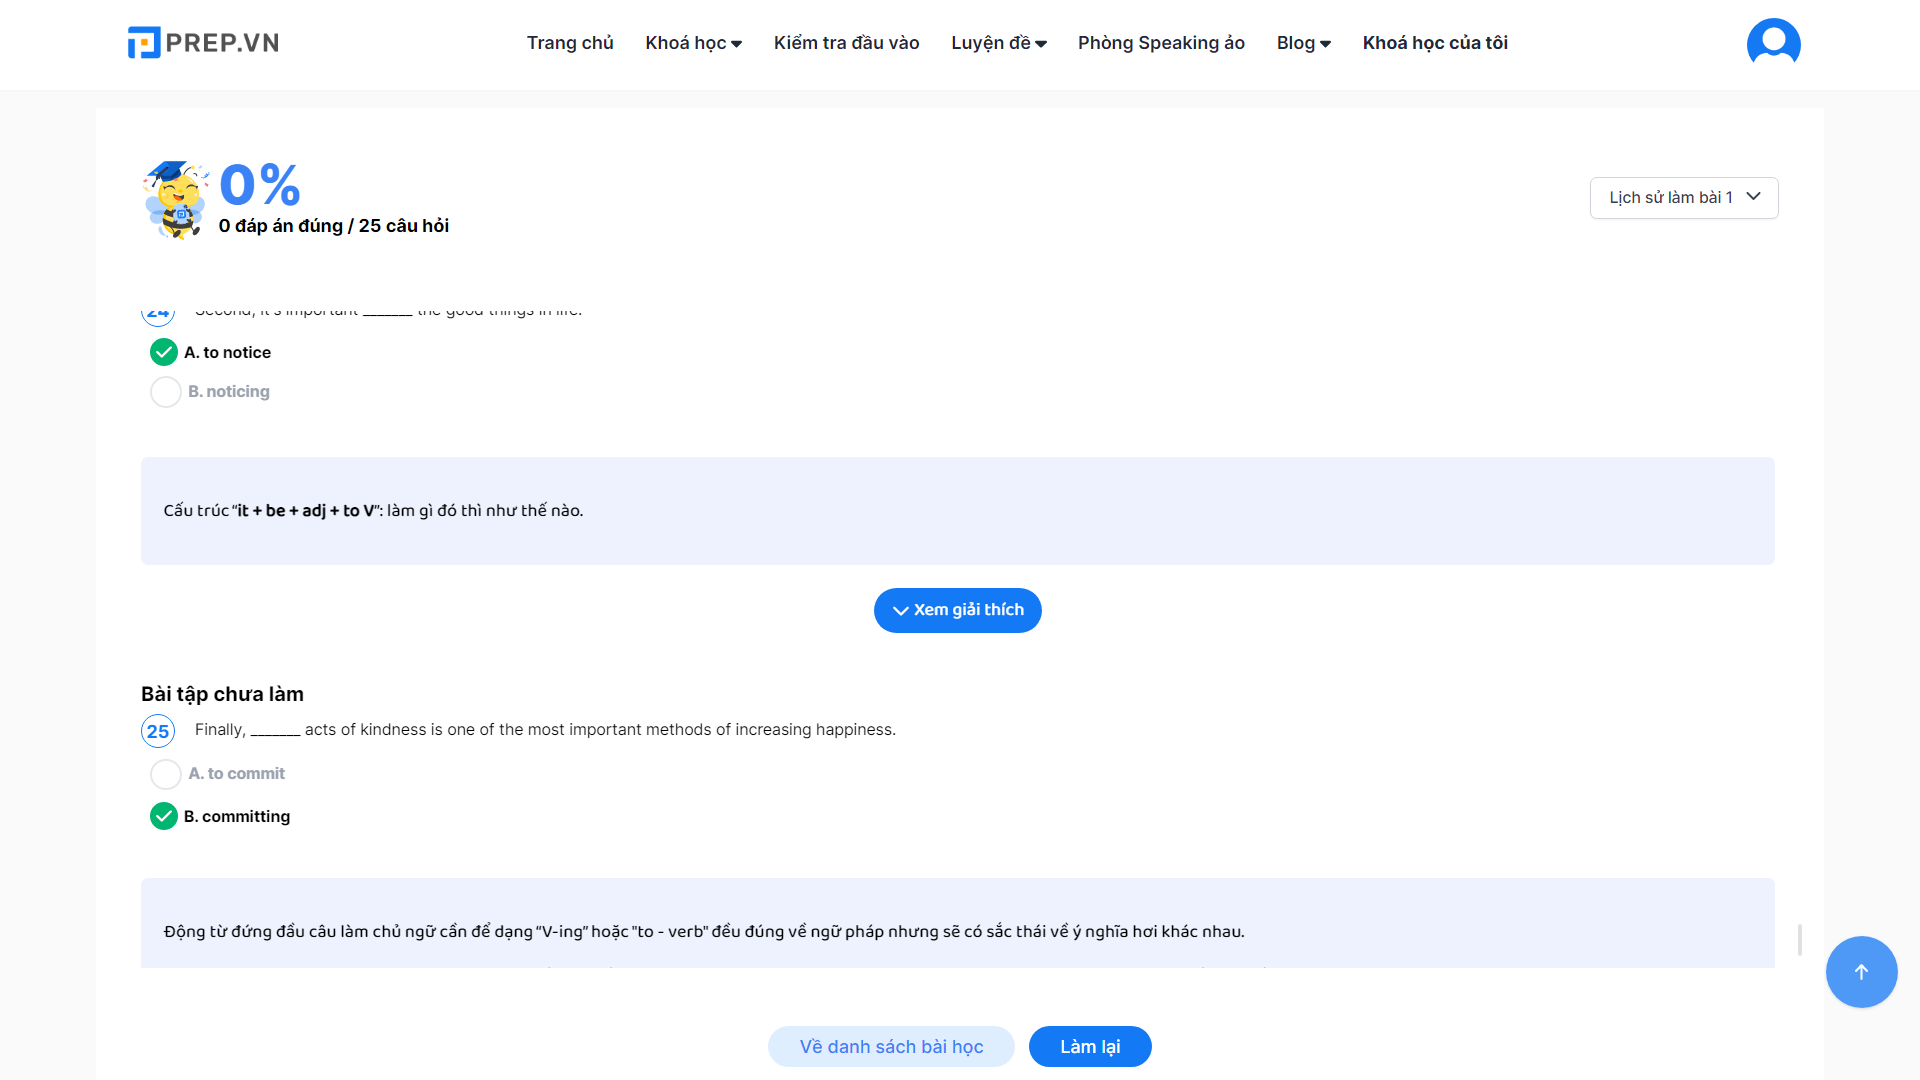 PREP.VN
Trang chủ
Khoá học
Kiểm tra đầu vào
Luyện đề
Phòng Speaking ảo
Blog
Khoá học của tôi
0%
0 đáp án đúng / 25 câu hỏi
Lịch sử làm bài 1
24 Second, it's important _______ the good things in life.
A. to notice
B. noticing
Cấu trúc “it + be + adj + to V”: làm gì đó thì như thế nào.
Xem giải thích
Bài tập chưa làm
25 Finally, _______ acts of kindness is one of the most important methods of increasing happiness.
A. to commit
B. committing
Động từ đứng đầu câu làm chủ ngữ cần để dạng “V-ing” hoặc "to - verb" đều đúng về ngữ pháp nhưng sẽ có sắc thái về ý nghĩa hơi khác nhau.
Về danh sách bài học
Làm lại